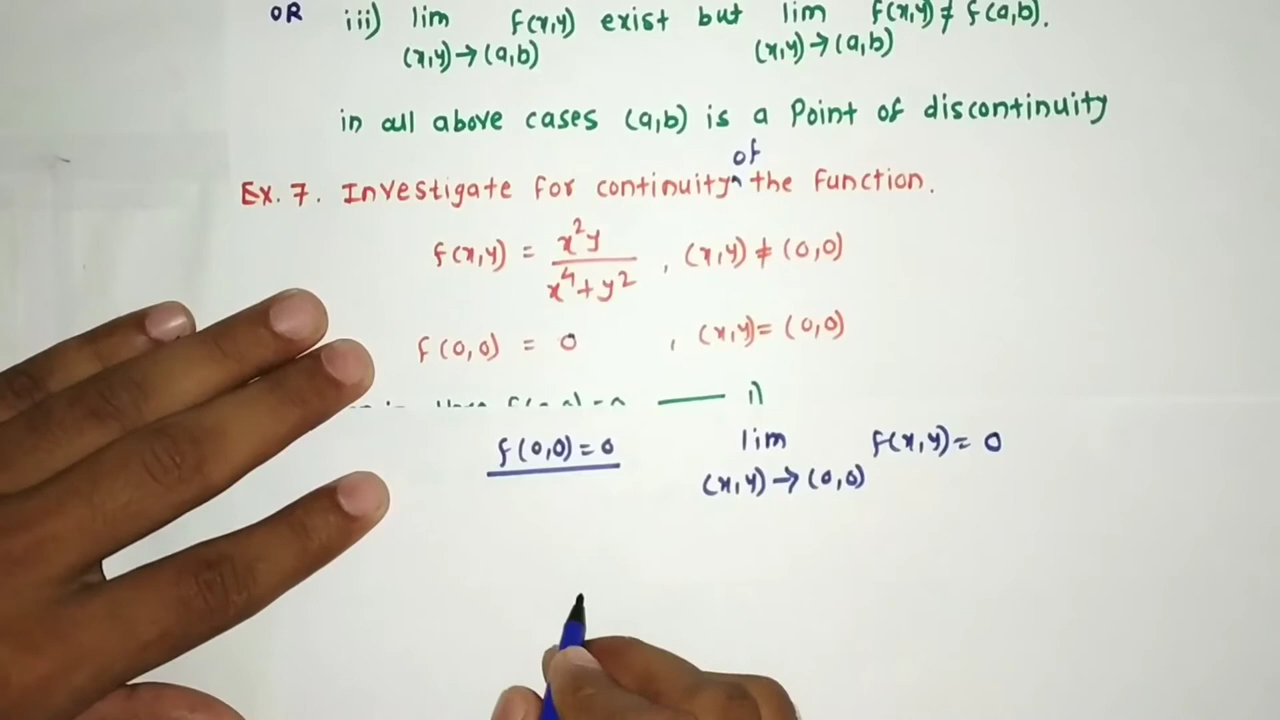 OR iii) lim f(x,y) exist but lim f(x,y) ≠ f(a,b).
(x,y)→(a,b) (x,y)→(a,b)
in all above cases (a,b) is a Point of discontinuity
of
Ex. 7. Investigate for continuity^ the function.
f(x,y) = x²y / x⁴+y² , (x,y) ≠ (0,0)
f(0,0) = 0 , (x,y)= (0,0)
i)
f(0,0)=0 lim f(x,y)= 0
(x,y)→(0,0)